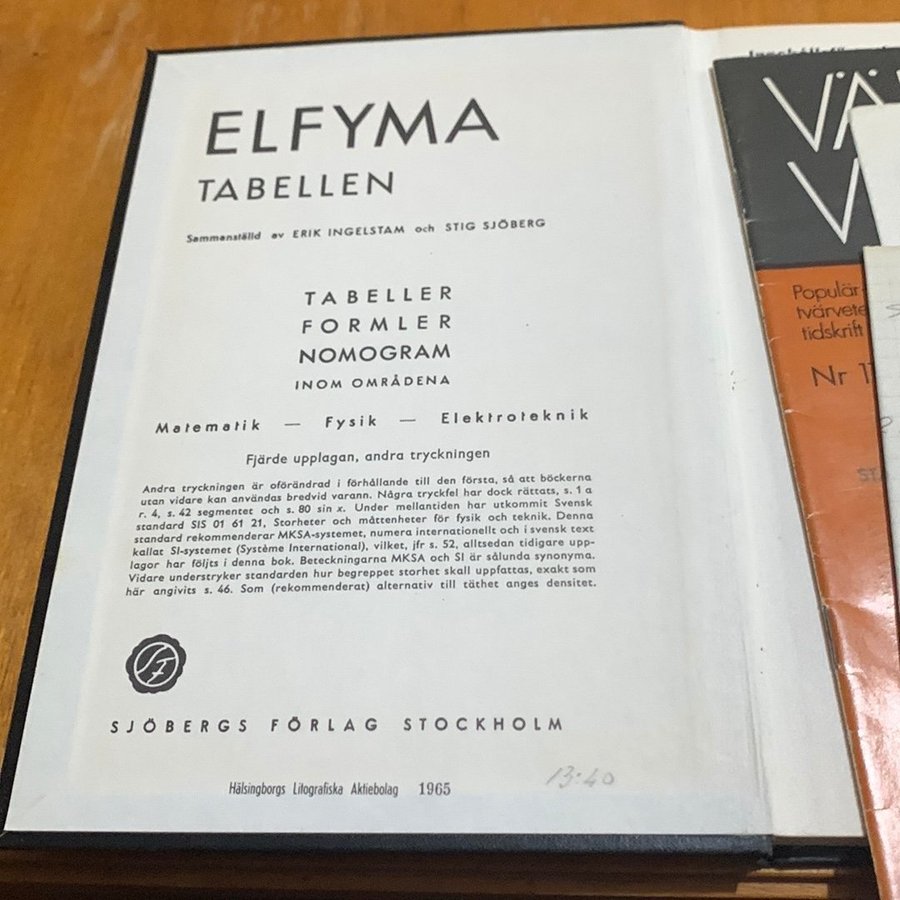 ELFYMA
TABELLEN
Sammanställd av ERIK INGELSTAM och STIG SJÖBERG
TABELLER
FORMLER
NOMOGRAM
INOM OMRÅDENA
Matematik — Fysik — Elektroteknik
Fjärde upplagan, andra tryckningen
Andra tryckningen är oförändrad i förhållande till den första, så att böckerna
utan vidare kan användas bredvid varann. Några tryckfel har dock rättats, s. 1 a
r. 4, s. 42 segmentet och s. 80 sin x. Under mellantiden har utkommit Svensk
standard SIS 01 61 21, Storheter och måttenheter för fysik och teknik. Denna
standard rekommenderar MKSA-systemet, numera internationellt och i svensk text
kallat SI-systemet (Système International), vilket, jfr s. 52, alltsedan tidigare upp-
lagor har följts i denna bok. Beteckningarna MKSA och SI är sålunda synonyma.
Vidare understryker standarden hur begreppet storhet skall uppfattas, exakt som
här angivits s. 46. Som (rekommenderat) alternativ till täthet anges densitet.
SF
SJÖBERGS FÖRLAG STOCKHOLM
Hälsingborgs Litografiska Aktiebolag 1965
13:40
Populär
tvärvete
tidskrift
Nr 1